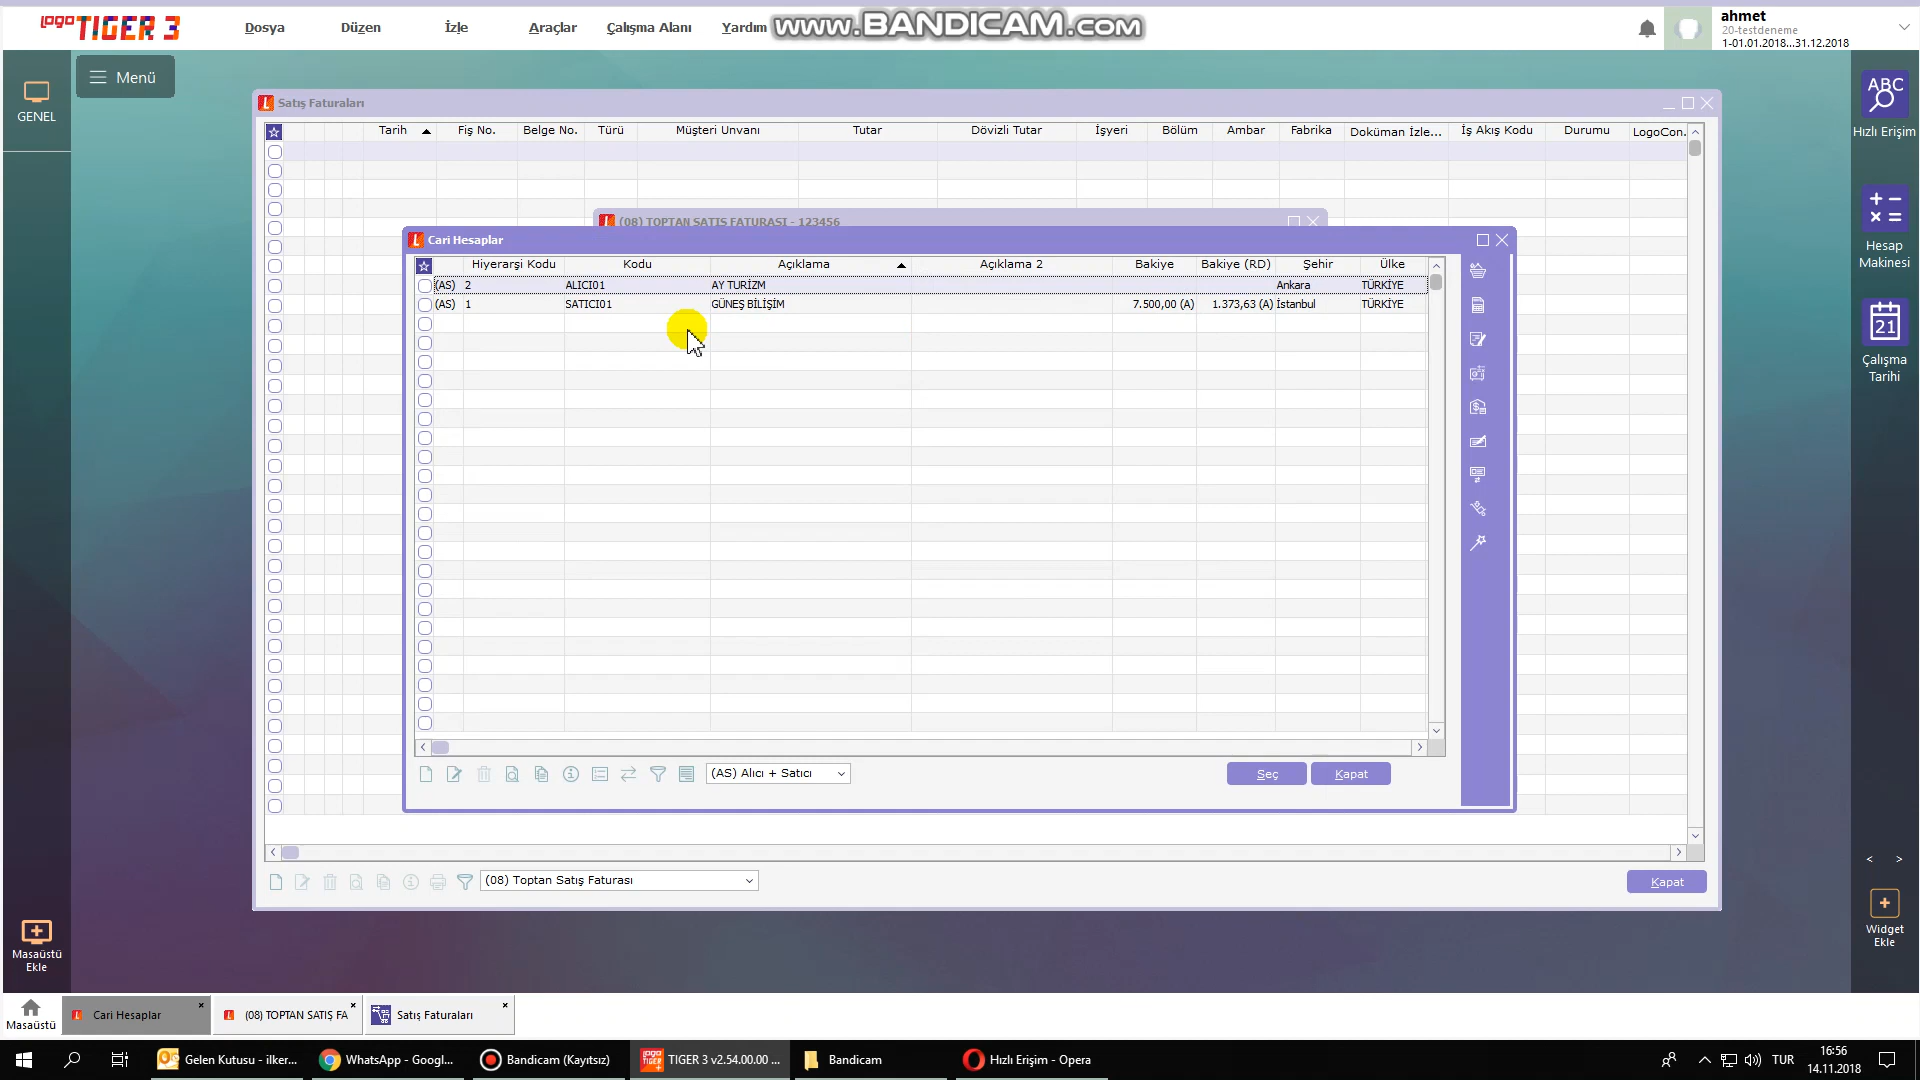 LOGO TIGER 3
Dosya Düzen İzle Araçlar Çalışma Alanı Yardım
www.BANDICAM.com
ahmet
20-testdeneme
1-01.01.2018...31.12.2018
GENEL
Menü
Satış Faturaları
Tarih Fiş No. Belge No. Türü Müşteri Unvanı Tutar Dövizli Tutar İşyeri Bölüm Ambar Fabrika Doküman İzle... İş Akış Kodu Durumu LogoCon.
(08) TOPTAN SATIŞ FATURASI - 123456
Cari Hesaplar
Hiyerarşi Kodu Kodu Açıklama Açıklama 2 Bakiye Bakiye (RD) Şehir Ülke
(AS) 2 ALICI01 AY TURİZM Ankara TÜRKİYE
(AS) 1 SATICI01 GÜNEŞ BİLİŞİM 7.500,00 (A) 1.373,63 (A) İstanbul TÜRKİYE
(AS) Alıcı + Satıcı
Seç
Kapat
(08) Toptan Satış Faturası
Kapat
ABC
Hızlı Erişim
Hesap
Makinesi
21
Çalışma
Tarihi
< >
Widget
Ekle
Masaüstü
Ekle
Masaüstü
Cari Hesaplar
(08) TOPTAN SATIŞ FA
Satış Faturaları
Gelen Kutusu - ilker...
WhatsApp - Googl...
Bandicam (Kayıtsız)
TIGER 3 v2.54.00.00 ...
Bandicam
Hızlı Erişim - Opera
TUR
16:56
14.11.2018